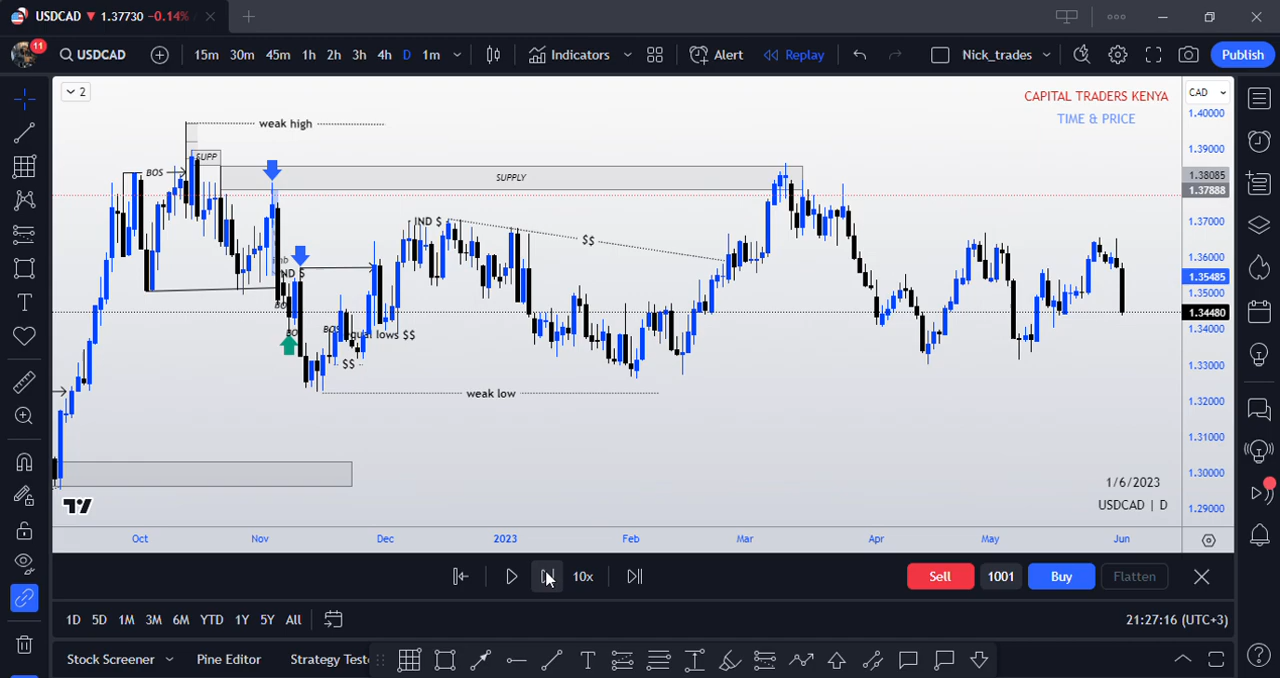 USDCAD 1.37730 -0.14%
11 USDCAD 15m 30m 45m 1h 2h 3h 4h D 1m Indicators Alert Replay Nick_trades Publish
2
CAPITAL TRADERS KENYA
CAD
TIME & PRICE
weak high
1.40000
1.39000
SUPP
BOS
SUPPLY
1.38085
1.37888
IND $
1.37000
$$
1.36000
IND $
1.35485
1.35000
BO
1.34480
BOS
BO
equal lows $$
1.34000
$$
1.33000
weak low
1.32000
1.31000
1.30000
1/6/2023
USDCAD | D
1.29000
Oct Nov Dec 2023 Feb Mar Apr May Jun
10x Sell 1001 Buy Flatten
1D 5D 1M 3M 6M YTD 1Y 5Y All 21:27:16 (UTC+3)
Stock Screener Pine Editor Strategy Test